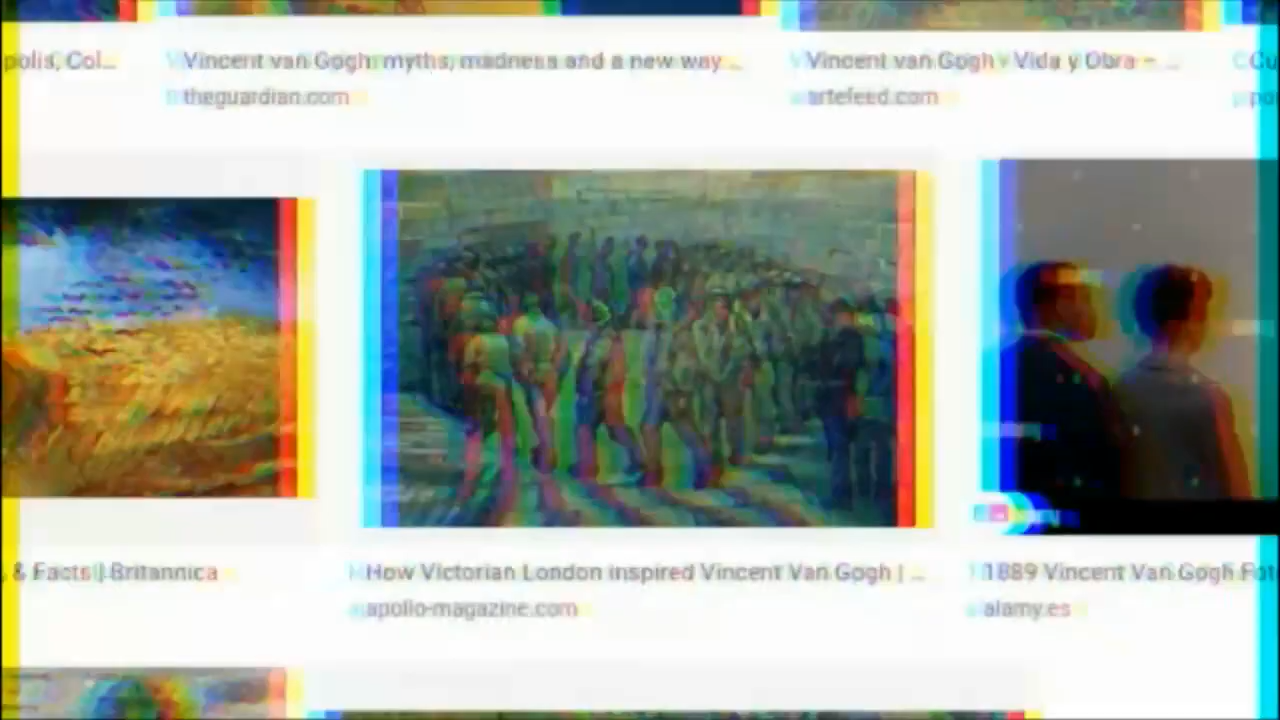 polis, Col...
Vincent van Gogh: myths, madness and a new way ...
Vincent van Gogh • Vida y Obra – ...
theguardian.com
artefeed.com
& Facts | Britannica
How Victorian London inspired Vincent Van Gogh | ...
1889 Vincent Van Gogh Fot
apollo-magazine.com
alamy.es